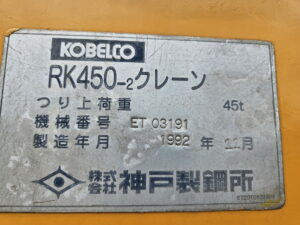 KOBELCO
RK450-2クレーン
つり上荷重 45t
機械番号 ET 03191
製造年月 1992 年 月
株式会社 神戸製鋼所